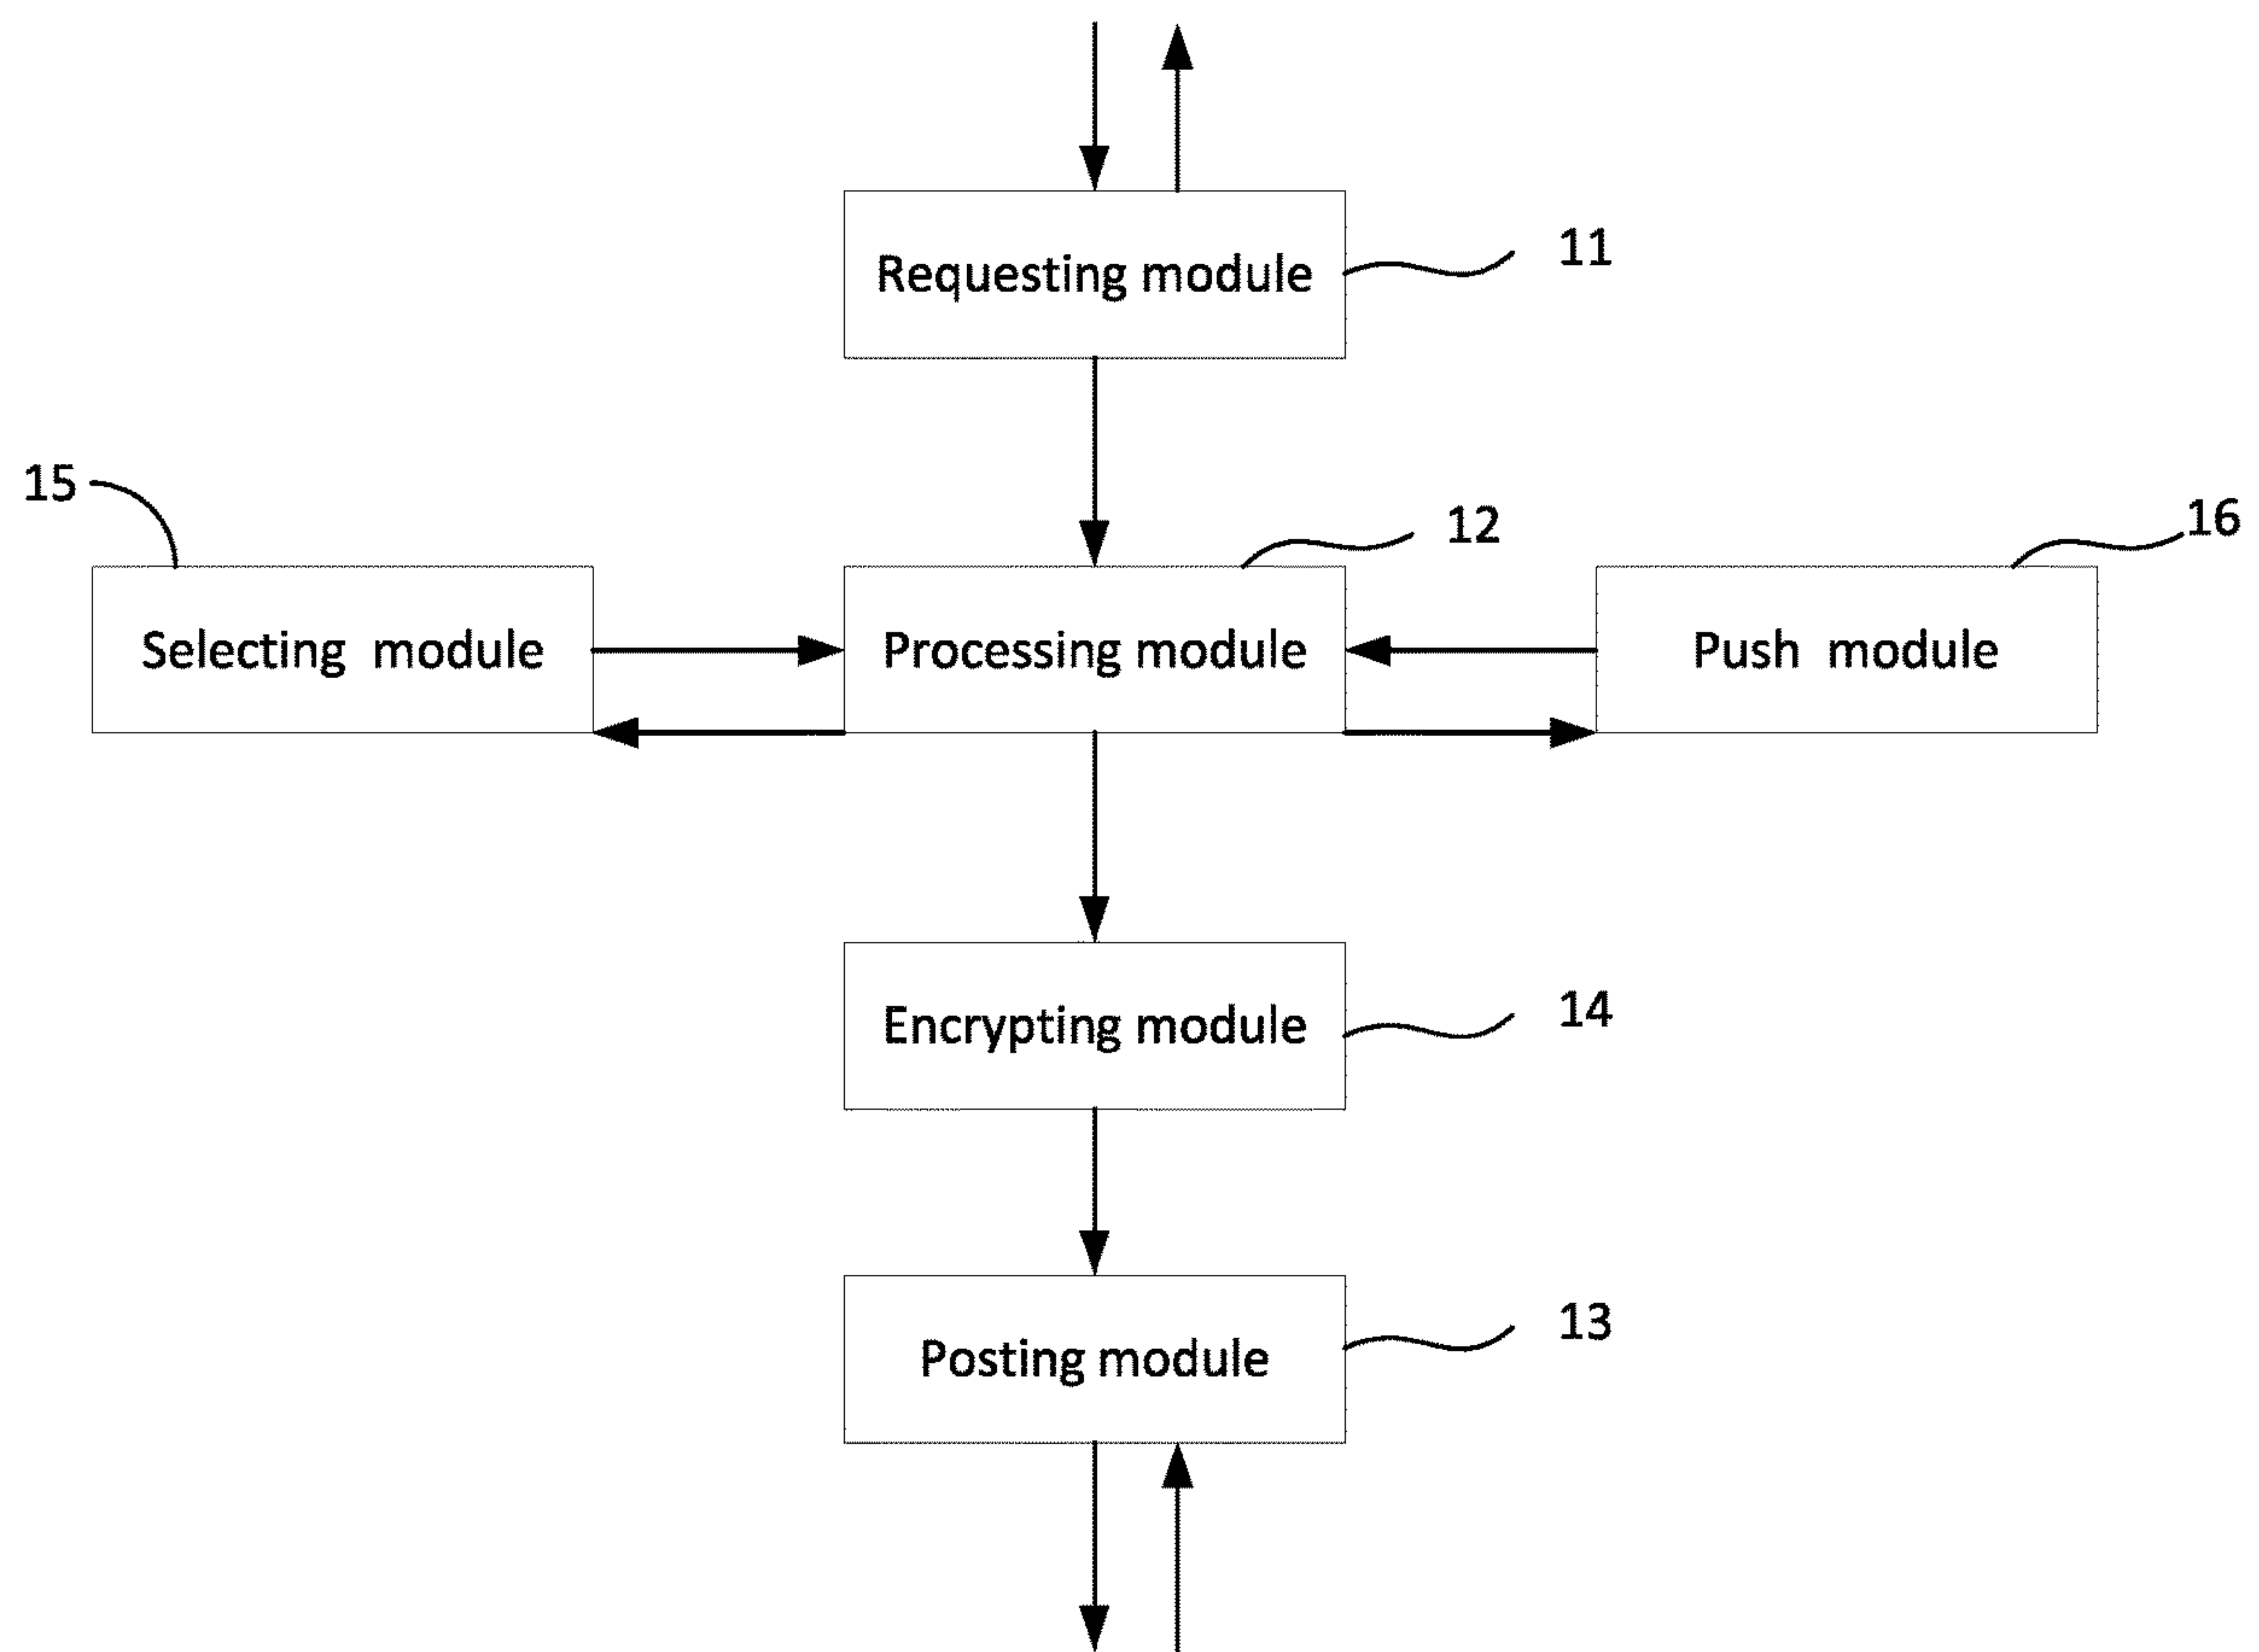 Requesting module
11
15
12
16
Selecting module
Processing module
Push module
Encrypting module
14
Posting module
13